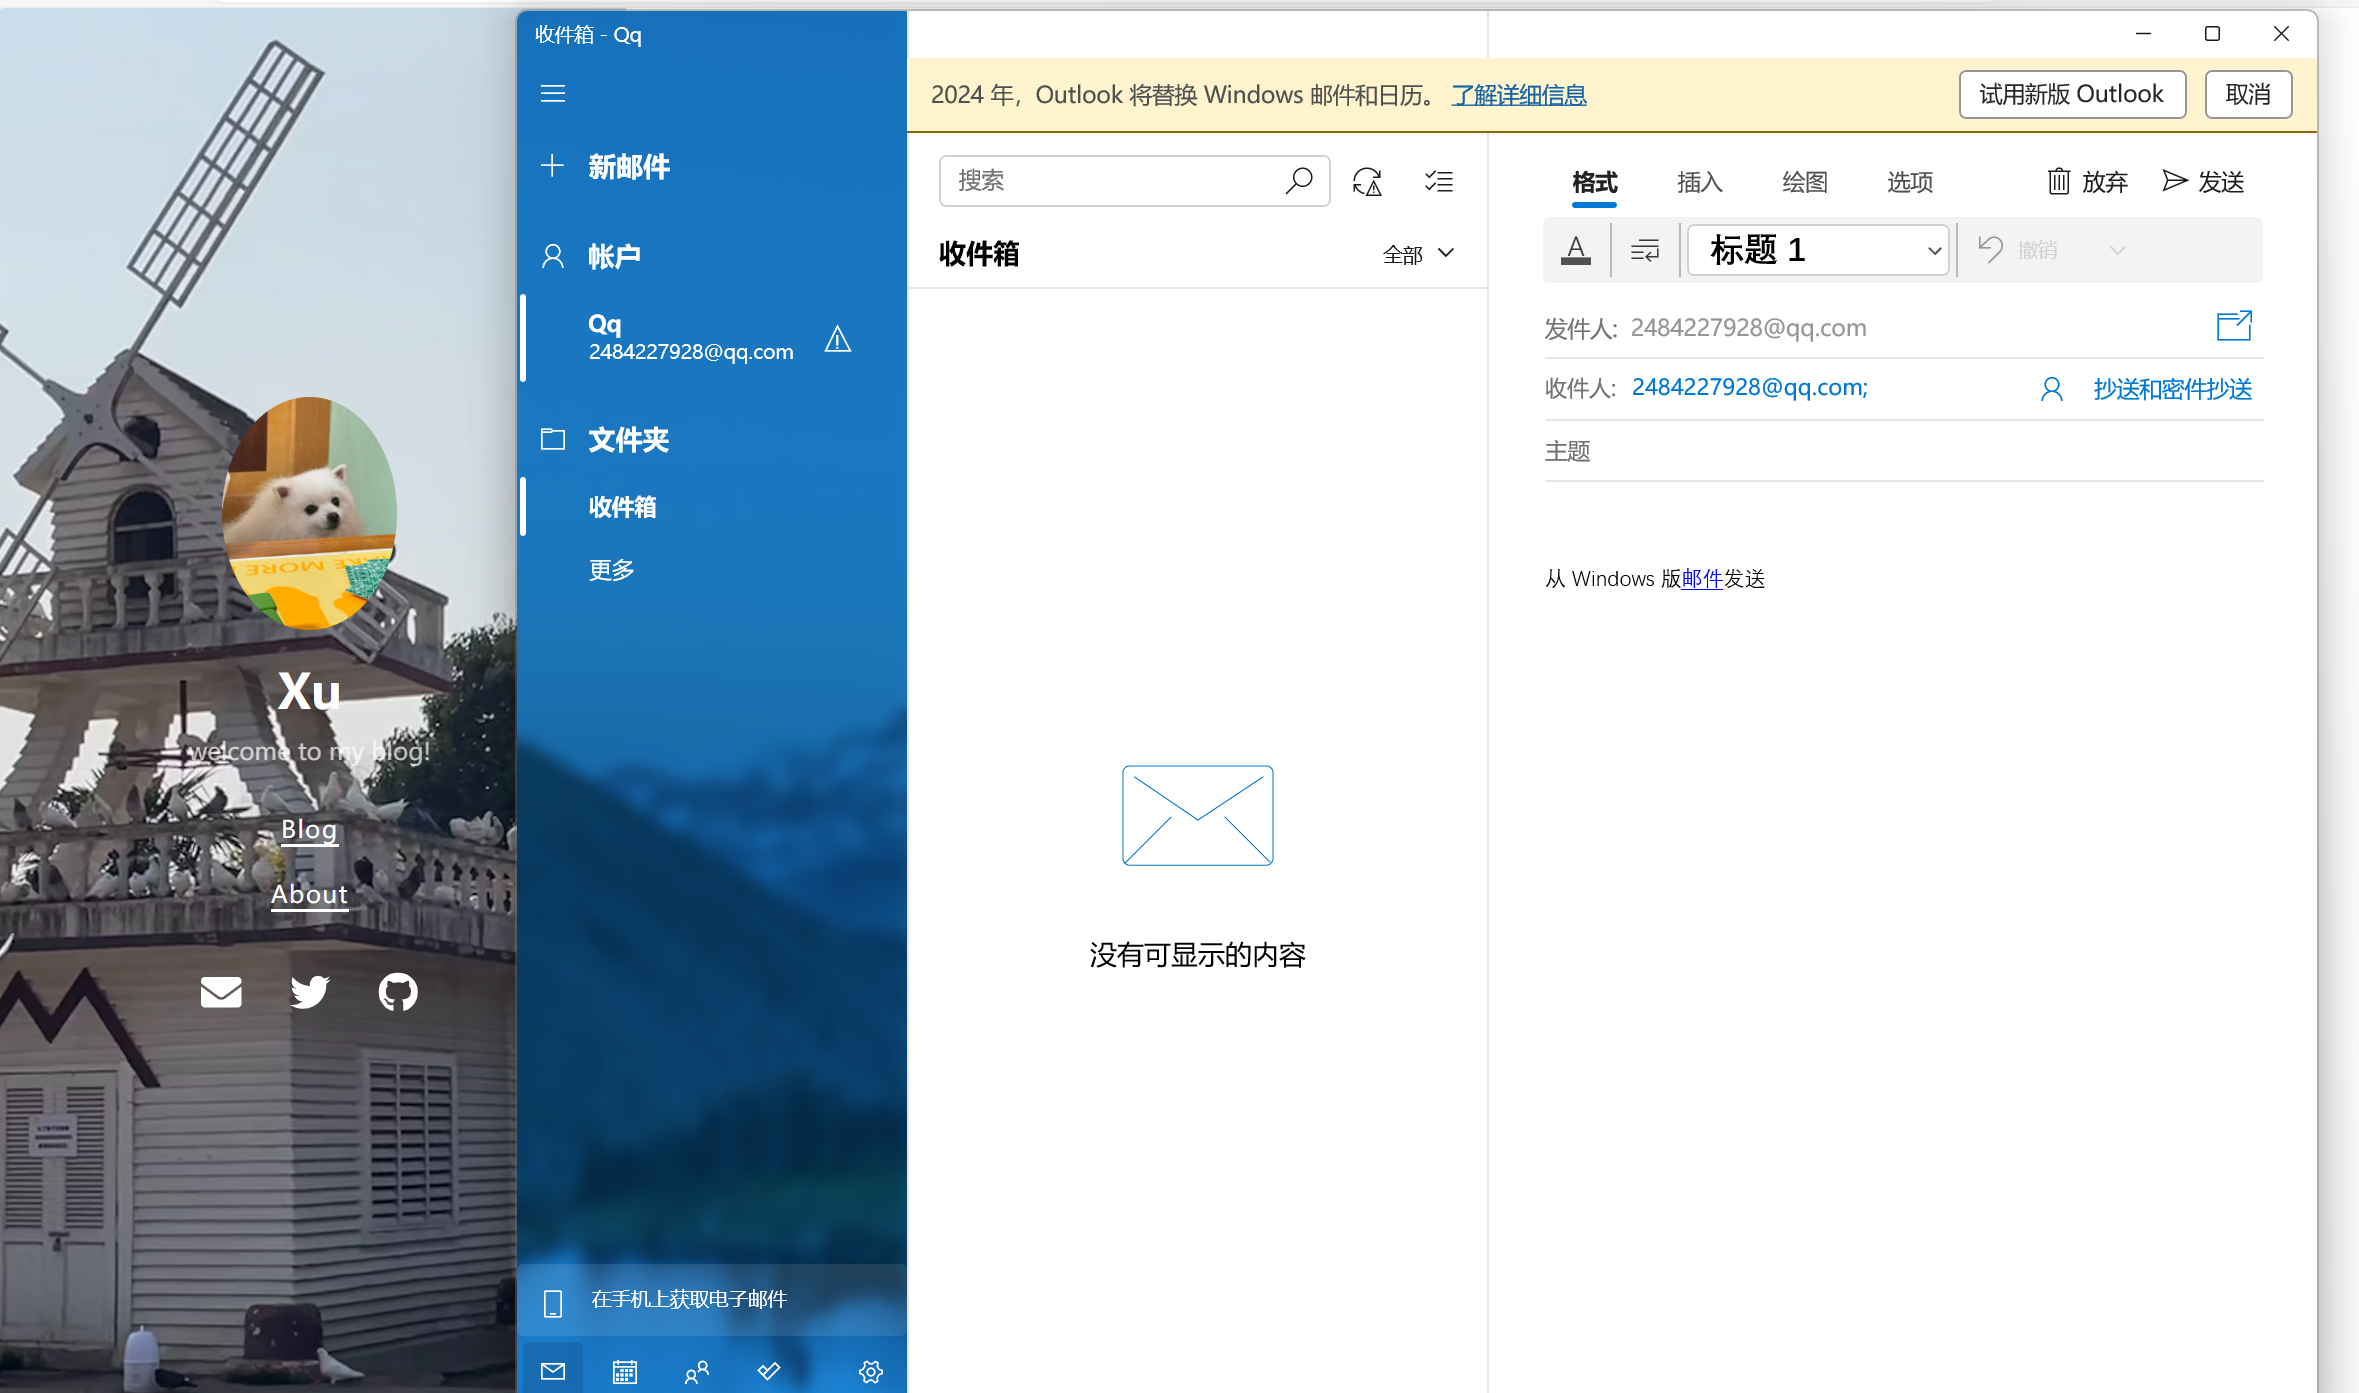 Xu
welcome to my blog!
Blog
About
收件箱 - Qq
新邮件
帐户
Qq
2484227928@qq.com
文件夹
收件箱
更多
在手机上获取电子邮件
2024 年，Outlook 将替换 Windows 邮件和日历。 了解详细信息
试用新版 Outlook
取消
搜索
收件箱
全部
没有可显示的内容
格式 插入 绘图 选项 放弃 发送
A
标题 1
撤销
发件人: 2484227928@qq.com
收件人: 2484227928@qq.com; 抄送和密件抄送
主题
从 Windows 版邮件发送